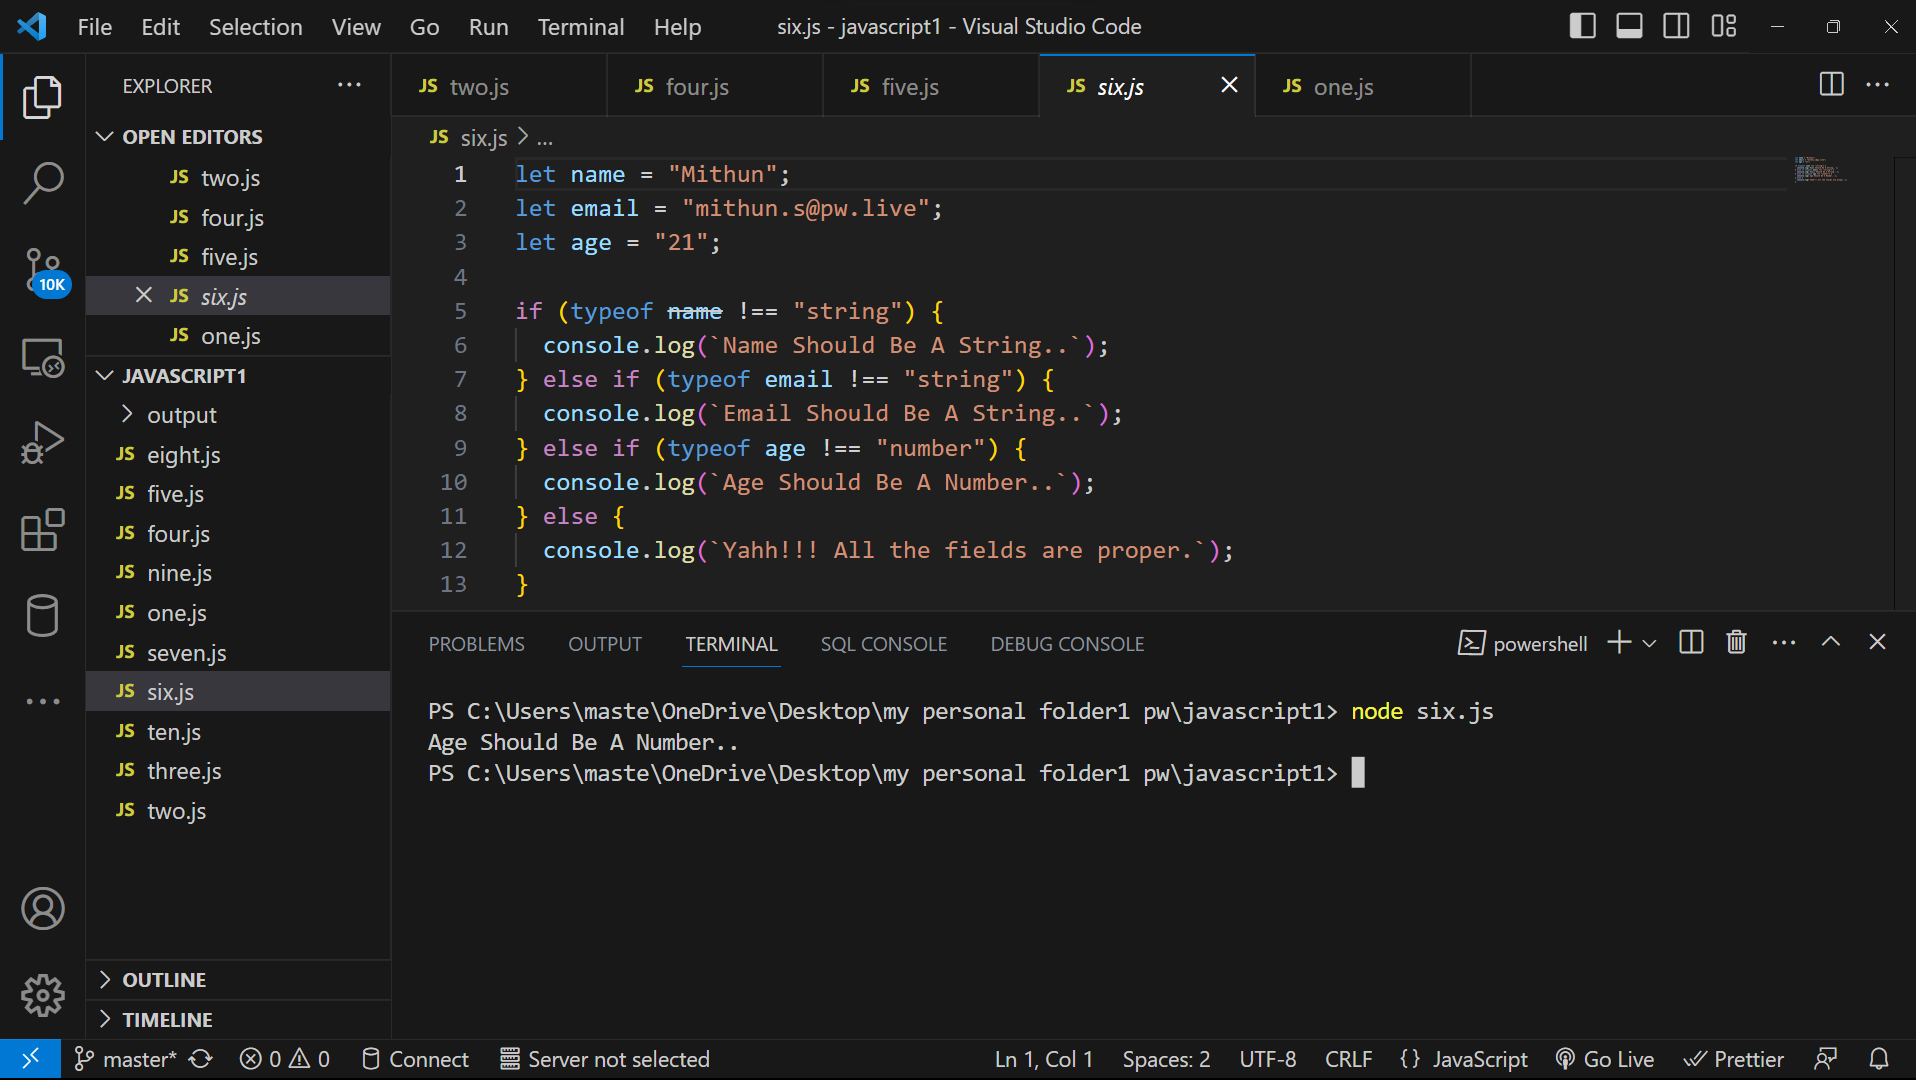 File Edit Selection View Go Run Terminal Help
six.js - javascript1 - Visual Studio Code
EXPLORER
OPEN EDITORS
JS two.js
JS four.js
JS five.js
JS six.js
JS one.js
JAVASCRIPT1
output
JS eight.js
JS five.js
JS four.js
JS nine.js
JS one.js
JS seven.js
JS six.js
JS ten.js
JS three.js
JS two.js
OUTLINE
TIMELINE
10K
JS two.js JS four.js JS five.js JS six.js JS one.js
JS six.js > ...
1 let name = "Mithun";
2 let email = "mithun.s@pw.live";
3 let age = "21";
4
5 if (typeof name !== "string") {
6 console.log(`Name Should Be A String..`);
7 } else if (typeof email !== "string") {
8 console.log(`Email Should Be A String..`);
9 } else if (typeof age !== "number") {
10 console.log(`Age Should Be A Number..`);
11 } else {
12 console.log(`Yahh!!! All the fields are proper.`);
13 }
PROBLEMS OUTPUT TERMINAL SQL CONSOLE DEBUG CONSOLE
powershell
PS C:\Users\maste\OneDrive\Desktop\my personal folder1 pw\javascript1> node six.js
Age Should Be A Number..
PS C:\Users\maste\OneDrive\Desktop\my personal folder1 pw\javascript1>
master* 0 0 Connect Server not selected
Ln 1, Col 1 Spaces: 2 UTF-8 CRLF {} JavaScript Go Live Prettier